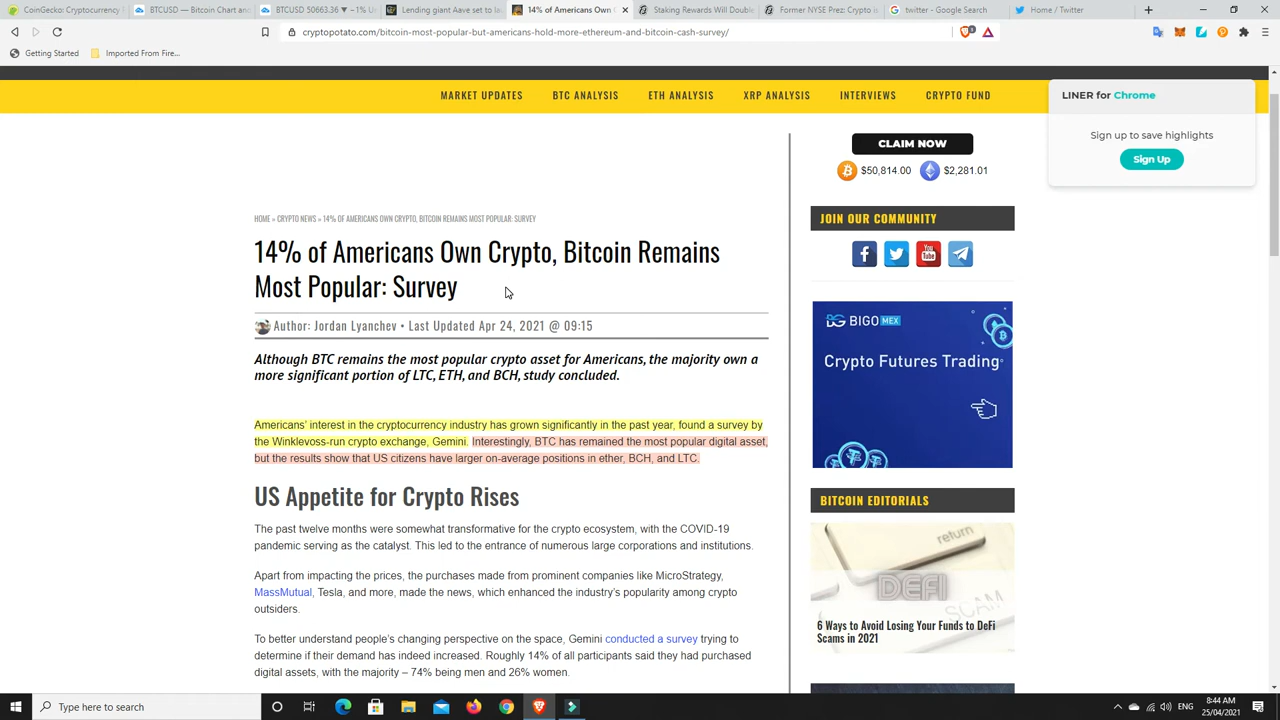 CoinGecko: Cryptocurrency
BTCUSD — Bitcoin Chart and
BTCUSD 50663.36 ▼ −1% U
Lending giant Aave set to la
14% of Americans Own C
Staking Rewards Will Disrup
Former NYSE Prez: Crypto is
twitter - Google Search
Home / Twitter
cryptopotato.com/bitcoin-most-popular-but-americans-hold-more-ethereum-and-bitcoin-cash-survey/
Getting Started
Imported From Fire...
MARKET UPDATES
BTC ANALYSIS
ETH ANALYSIS
XRP ANALYSIS
INTERVIEWS
CRYPTO FUND
LINER for Chrome
Sign up to save highlights
Sign Up
CLAIM NOW
$50,814.00
$2,281.01
HOME » CRYPTO NEWS » 14% OF AMERICANS OWN CRYPTO, BITCOIN REMAINS MOST POPULAR: SURVEY
14% of Americans Own Crypto, Bitcoin Remains
Most Popular: Survey
Author: Jordan Lyanchev • Last Updated Apr 24, 2021 @ 09:15
Although BTC remains the most popular crypto asset for Americans, the majority own a
more significant portion of LTC, ETH, and BCH, study concluded.
Americans' interest in the cryptocurrency industry has grown significantly in the past year, found a survey by
the Winklevoss-run crypto exchange, Gemini. Interestingly, BTC has remained the most popular digital asset,
but the results show that US citizens have larger on-average positions in ether, BCH, and LTC.
US Appetite for Crypto Rises
The past twelve months were somewhat transformative for the crypto ecosystem, with the COVID-19
pandemic serving as the catalyst. This led to the entrance of numerous large corporations and institutions.
Apart from impacting the prices, the purchases made from prominent companies like MicroStrategy,
MassMutual, Tesla, and more, made the news, which enhanced the industry's popularity among crypto
outsiders.
To better understand people's changing perspective on the space, Gemini conducted a survey trying to
determine if their demand has indeed increased. Roughly 14% of all participants said they had purchased
digital assets, with the majority – 74% being men and 26% women.
JOIN OUR COMMUNITY
You Tube
BIGOMEX
Crypto Futures Trading
BITCOIN EDITORIALS
return
DEFI
SCAM
6 Ways to Avoid Losing Your Funds to DeFi
Scams in 2021
Type here to search
ENG
8:44 AM
25/04/2021